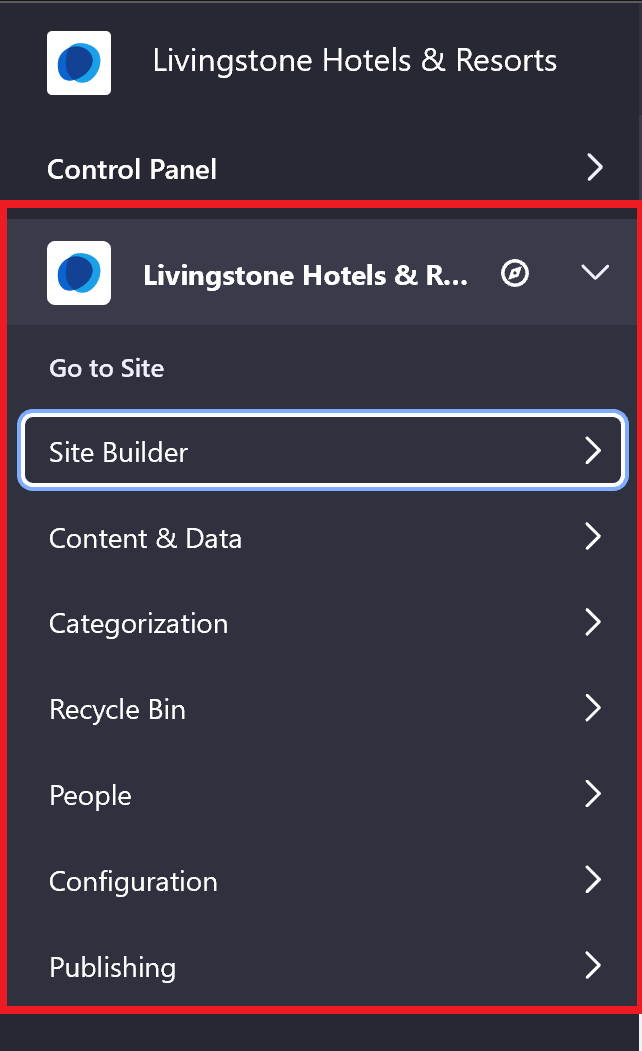 Livingstone Hotels & Resorts
Control Panel
Livingstone Hotels & R...
Go to Site
Site Builder
Content & Data
Categorization
Recycle Bin
People
Configuration
Publishing